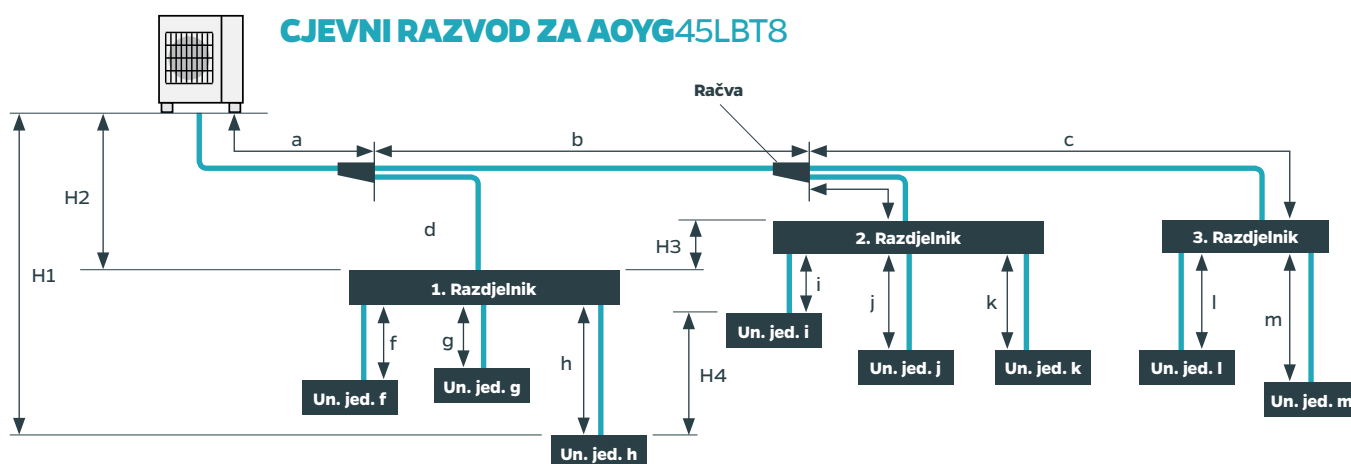 CJEVNI RAZVOD ZA AOYG45LBT8
Račva
a
b
c
H2
d
H3
H1
2. Razdjelnik
3. Razdjelnik
1. Razdjelnik
i
j
k
l
m
f
g
h
H4
Un. jed. i
Un. jed. j
Un. jed. k
Un. jed. l
Un. jed. m
Un. jed. f
Un. jed. g
Un. jed. h